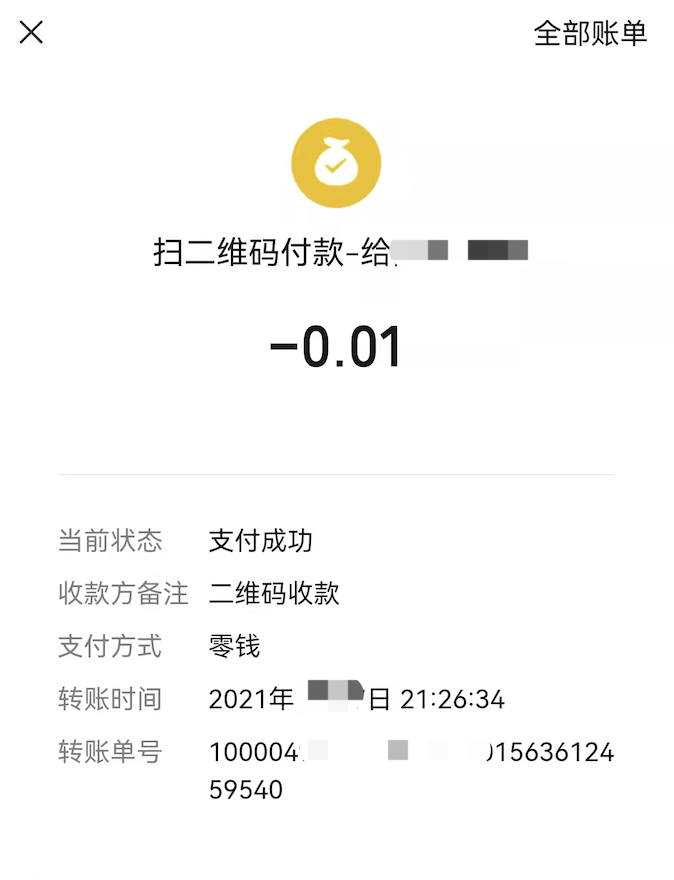 全部账单
扫二维码付款-给
-0.01
当前状态 支付成功
收款方备注 二维码收款
支付方式 零钱
转账时间 2021年 日 21:26:34
转账单号 100004 015636124
59540